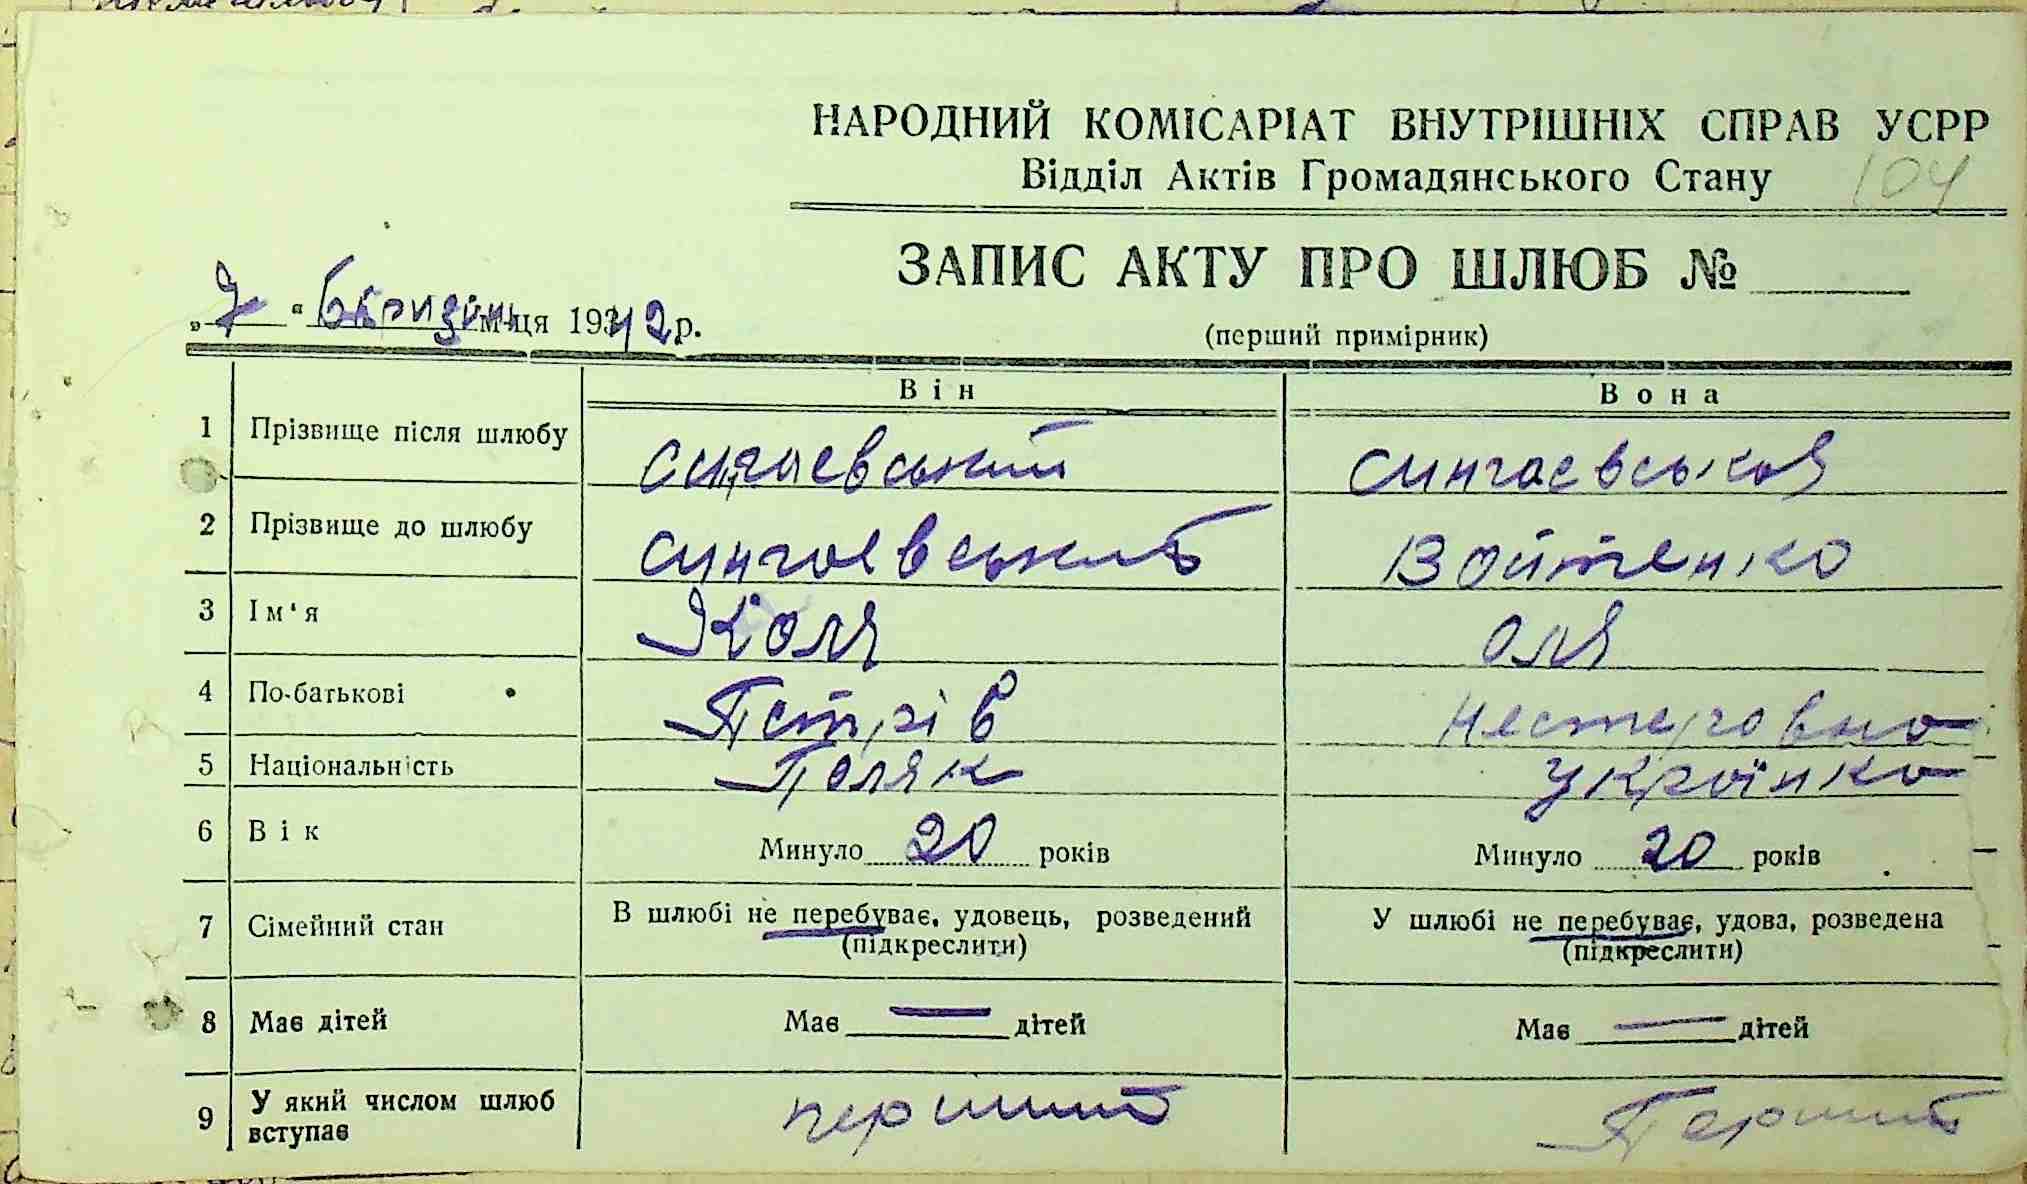 НАРОДНИЙ КОМІСАРІАТ ВНУТРІШНІХ СПРАВ УСРР
Відділ Актів Громадянського Стану 104
ЗАПИС АКТУ ПРО ШЛЮБ №
„7“ м-ця 1942 р.
(перший примірник)
Він Вона
1 Прізвище після шлюбу Сингаевський Сингаєвська
2 Прізвище до шлюбу Сингаєвський Войтенко
3 Ім'я Коля Оля
4 По-батькові Петрів Нестеровна
5 Національність Поляк Українка
6 Вік Минуло 20 років Минуло 20 років
7 Сімейний стан В шлюбі не перебуває, удовець, розведений У шлюбі не перебуває, удова, розведена
(підкреслити) (підкреслити)
8 Має дітей Має — дітей Має — дітей
9 У який числом шлюб вступає перший Перший